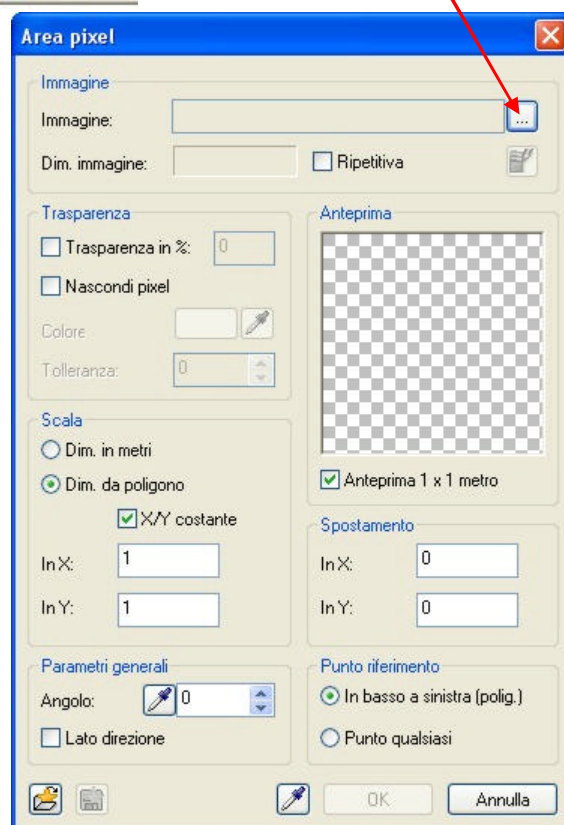 Area pixel
Immagine
Immagine:
...
Dim. immagine:
Ripetitiva
Trasparenza
Trasparenza in %:
0
Nascondi pixel
Colore
Tolleranza:
0
Anteprima
Anteprima 1 x 1 metro
Scala
Dim. in metri
Dim. da poligono
X/Y costante
In X:
1
In Y:
1
Spostamento
In X:
0
In Y:
0
Parametri generali
Angolo:
0
Lato direzione
Punto riferimento
In basso a sinistra (polig.)
Punto qualsiasi
OK
Annulla